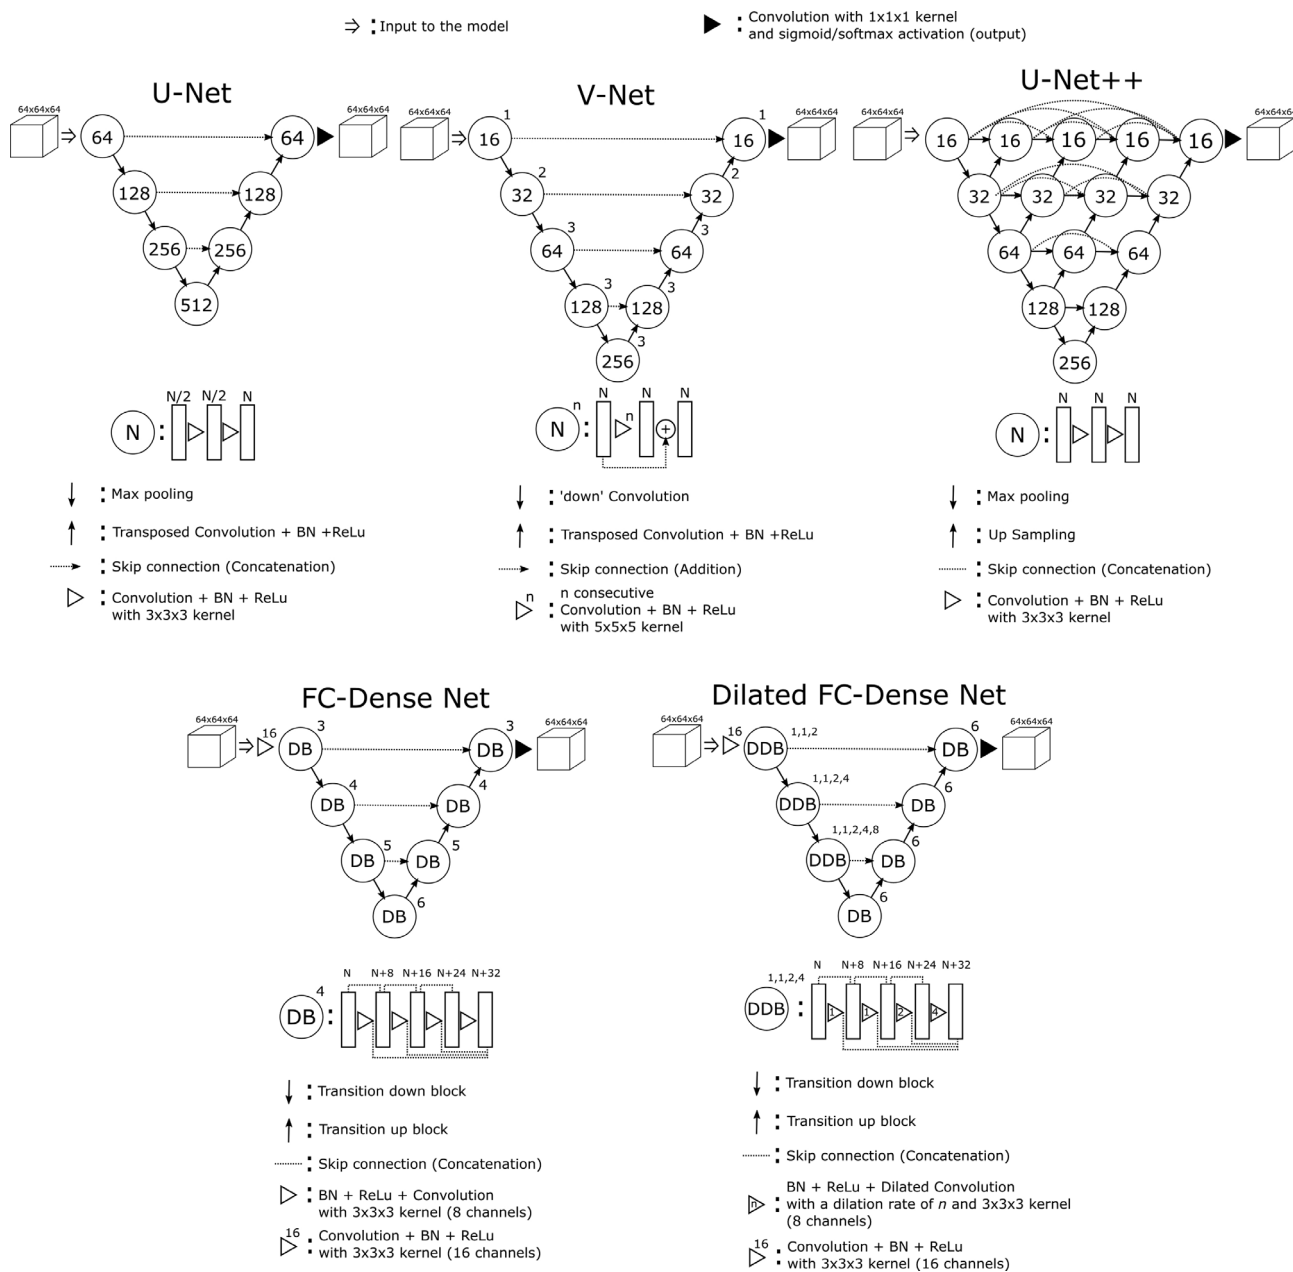 : Input to the model
: Convolution with 1x1x1 kernel
and sigmoid/softmax activation (output)
U-Net
64x64x64
64x64x64
64
64
128
128
256
256
512
N/2 N/2 N
N :
: Max pooling
: Transposed Convolution + BN +ReLu
: Skip connection (Concatenation)
: Convolution + BN + ReLu
with 3x3x3 kernel
V-Net
64x64x64
64x64x64
1
1
16
16
2
2
32
32
3
3
64
64
3
3
128
128
3
256
N N N
n
N :
n
+
: 'down' Convolution
: Transposed Convolution + BN +ReLu
: Skip connection (Addition)
n
n consecutive
: Convolution + BN + ReLu
with 5x5x5 kernel
U-Net++
64x64x64
64x64x64
16 16 16 16 16
32 32 32 32
64 64 64
128 128
256
N N N
N :
: Max pooling
: Up Sampling
: Skip connection (Concatenation)
: Convolution + BN + ReLu
with 3x3x3 kernel
FC-Dense Net
64x64x64
64x64x64
16
3
3
DB
DB
4
4
DB
DB
5
5
DB
DB
6
DB
N N+8 N+16 N+24 N+32
4
DB :
: Transition down block
: Transition up block
: Skip connection (Concatenation)
: BN + ReLu + Convolution
with 3x3x3 kernel (8 channels)
16
: Convolution + BN + ReLu
with 3x3x3 kernel (16 channels)
Dilated FC-Dense Net
64x64x64
64x64x64
16
1,1,2
6
DDB
DB
1,1,2,4
6
DDB
DB
1,1,2,4,8
6
DDB
DB
6
DB
N N+8 N+16 N+24 N+32
1,1,2,4
DDB :
1 1 2 4
: Transition down block
: Transition up block
: Skip connection (Concatenation)
BN + ReLu + Dilated Convolution
n : with a dilation rate of n and 3x3x3 kernel
(8 channels)
16
: Convolution + BN + ReLu
with 3x3x3 kernel (16 channels)